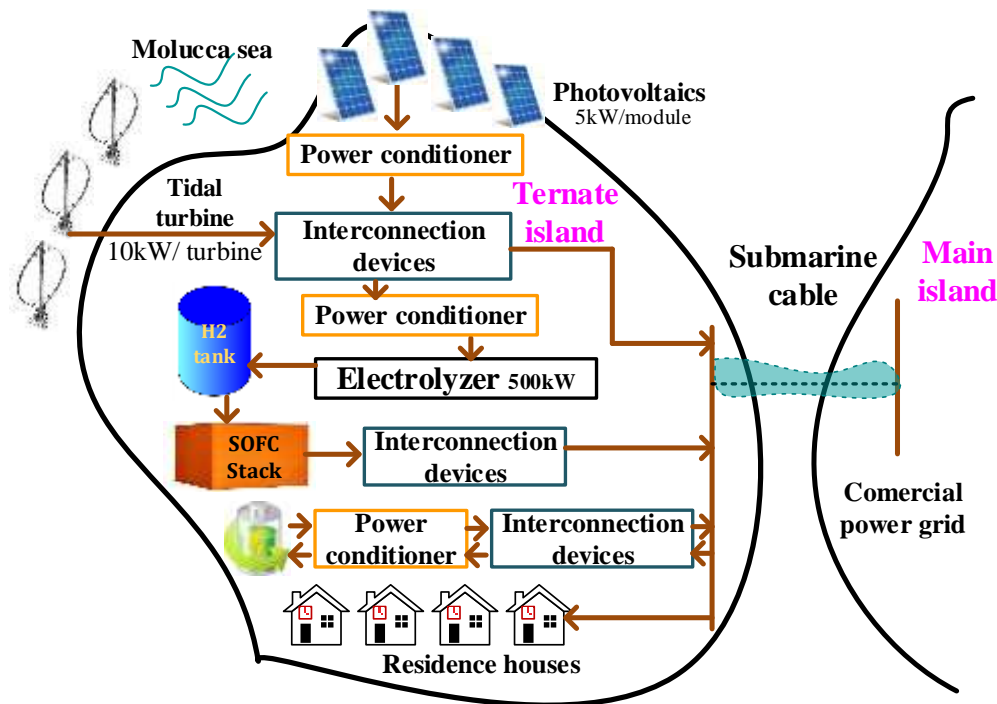 Molucca sea
Photovoltaics
5kW/module
Power conditioner
Tidal
turbine
10kW/ turbine
Interconnection
devices
Ternate
island
Submarine
cable
Main
island
Power conditioner
H2
tank
Electrolyzer 500kW
SOFC
Stack
Interconnection
devices
Comercial
power grid
Power
conditioner
Interconnection
devices
Residence houses